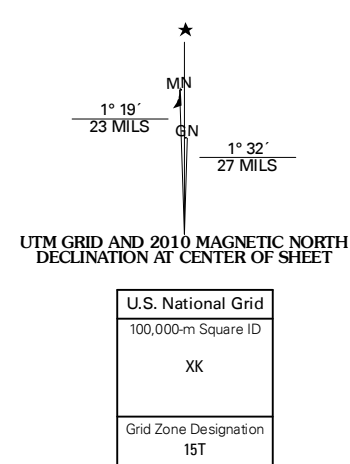 ★
MN
1° 19´
23 MILS
GN
1° 32´
27 MILS
UTM GRID AND 2010 MAGNETIC NORTH
DECLINATION AT CENTER OF SHEET
U.S. National Grid
100,000-m Square ID
XK
Grid Zone Designation
15T